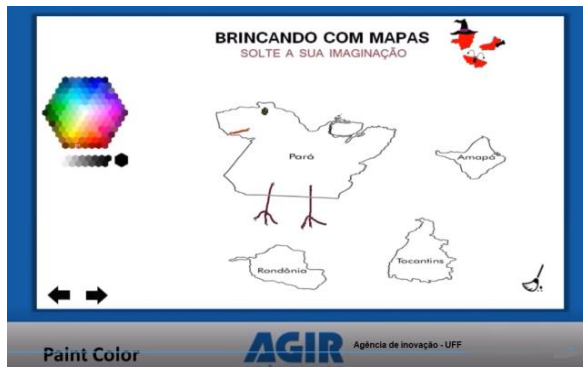 BRINCANDO COM MAPAS
SOLTE A SUA IMAGINAÇÃO
Pará
Amapá
Rondônia
Tocantins
Paint Color
AGIR
Agência de inovação - UFF